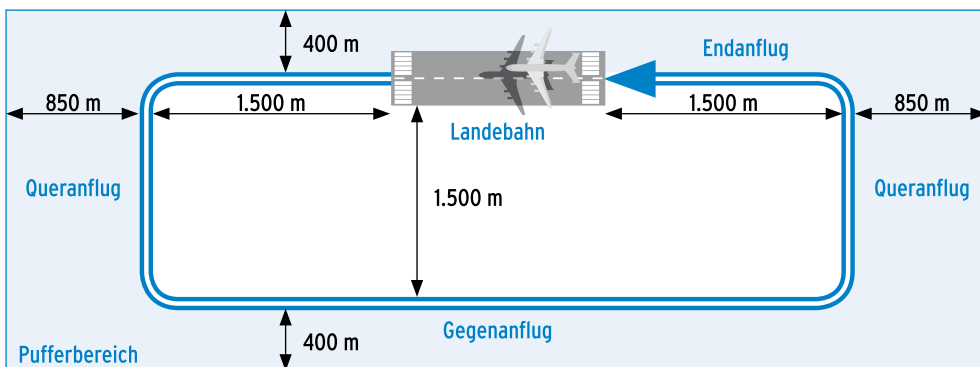 400 m
Endanflug
850 m
1.500 m
1.500 m
850 m
Landebahn
Queranflug
1.500 m
Queranflug
Gegenanflug
400 m
Pufferbereich